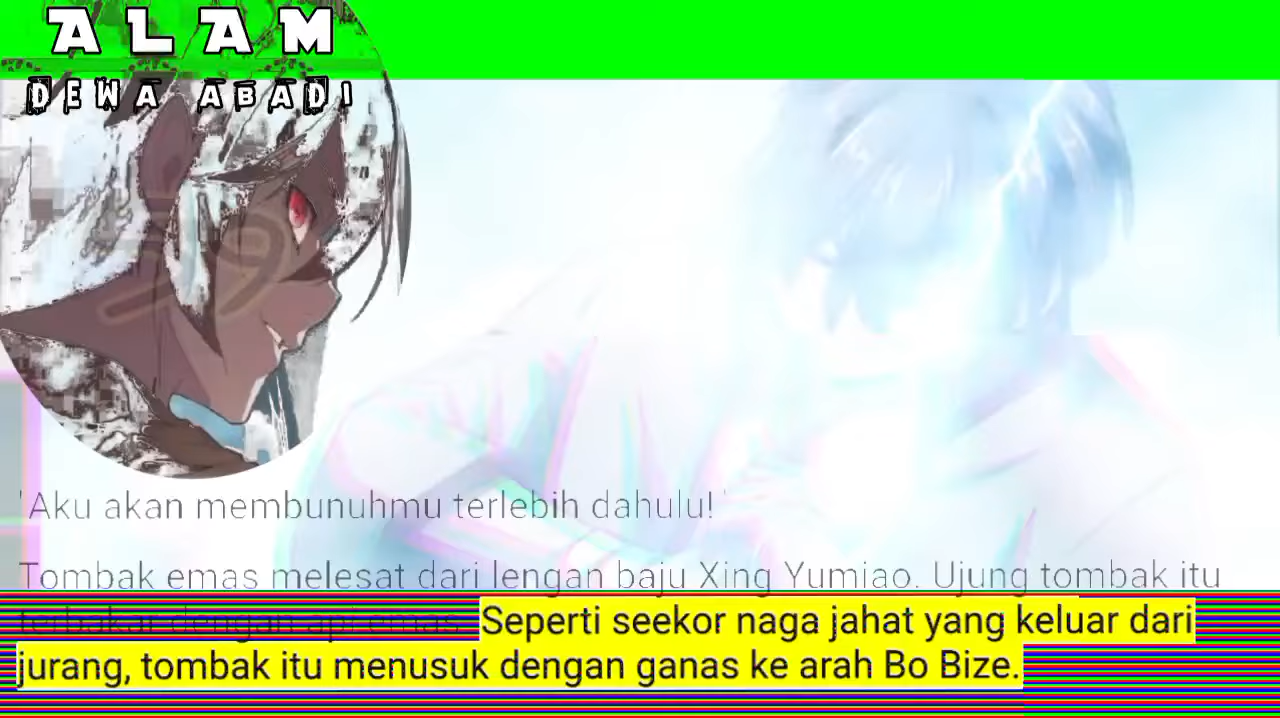 ALAM
DEWA ABADI
'Aku akan membunuhmu terlebih dahulu! '
Tombak emas melesat dari lengan baju Xing Yumiao. Ujung tombak itu
terbakar dengan api emas. Seperti seekor naga jahat yang keluar dari
jurang, tombak itu menusuk dengan ganas ke arah Bo Bize.